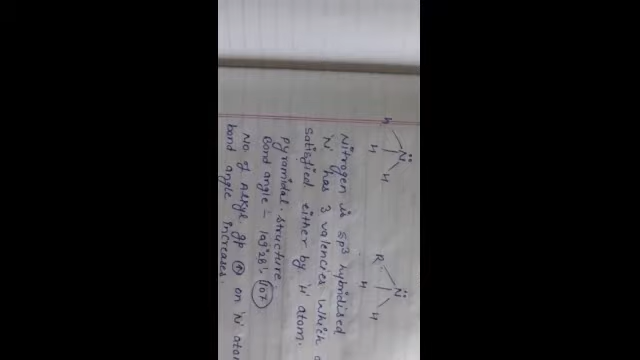 N̈ N̈
H H H R H H
Nitrogen is sp3 hybridised
'N' has 3 valencies which
satisfied either by 'H' atom.
pyramidal structure.
Bond angle - 109°28' 107
No. of Alkyl gp ↑ on 'N' atom
bond angle increases.